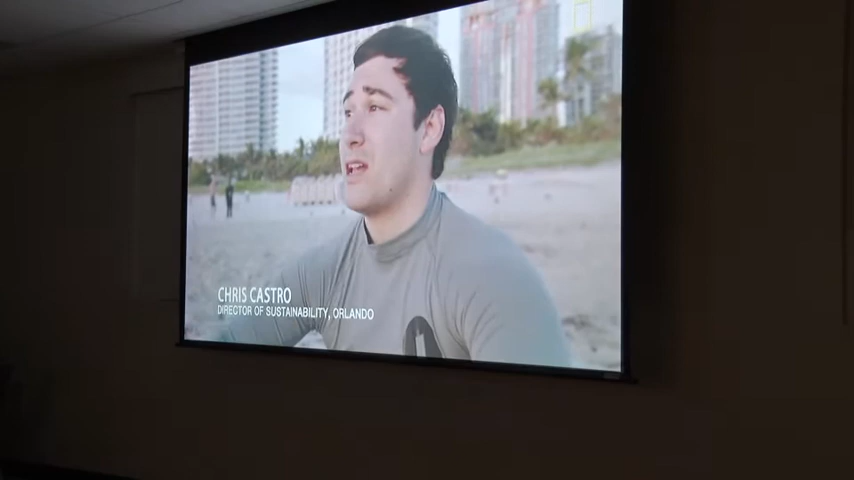 CHRIS CASTRO
DIRECTOR OF SUSTAINABILITY, ORLANDO